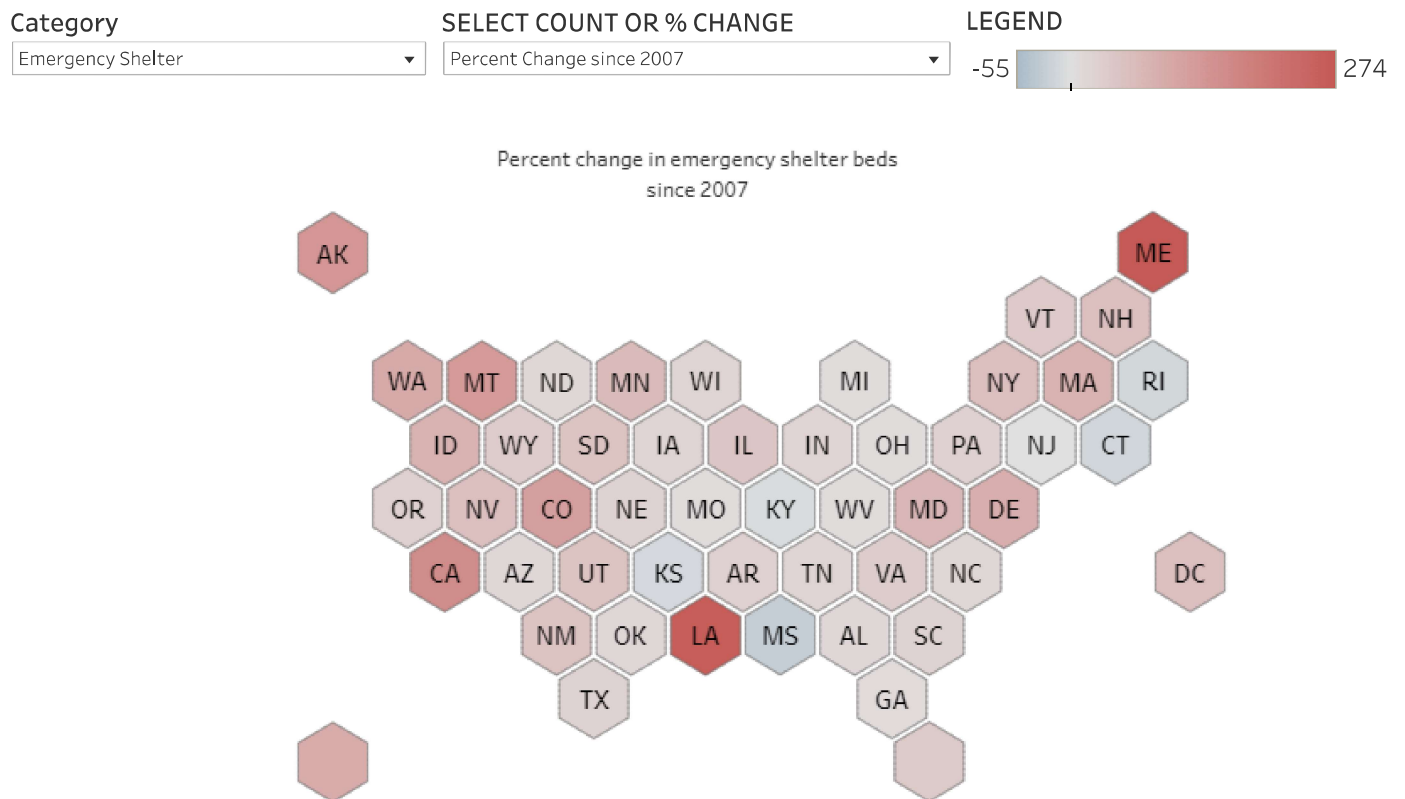 Category
SELECT COUNT OR % CHANGE
LEGEND
Emergency Shelter
Percent Change since 2007
-55
274
Percent change in emergency shelter beds
since 2007
AK
ME
VT
NH
WA
MT
ND
MN
WI
MI
NY
MA
RI
ID
WY
SD
IA
IL
IN
OH
PA
NJ
CT
OR
NV
CO
NE
MO
KY
WV
MD
DE
CA
AZ
UT
KS
AR
TN
VA
NC
DC
NM
OK
LA
MS
AL
SC
TX
GA